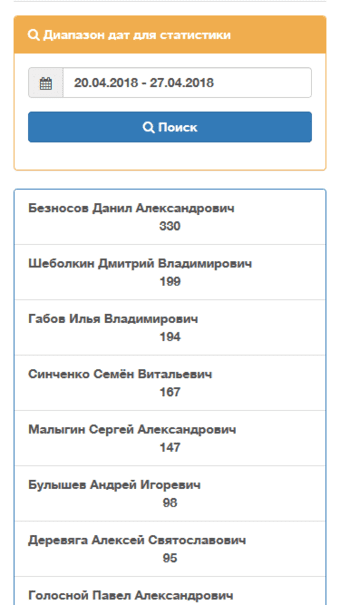 Диапазон дат для статистики
20.04.2018 - 27.04.2018
Поиск
Безносов Данил Александрович
330
Шеболкин Дмитрий Владимирович
199
Габов Илья Владимирович
194
Синченко Семён Витальевич
167
Малыгин Сергей Александрович
147
Булышев Андрей Игоревич
98
Деревяга Алексей Святославович
95
Голосной Павел Александрович